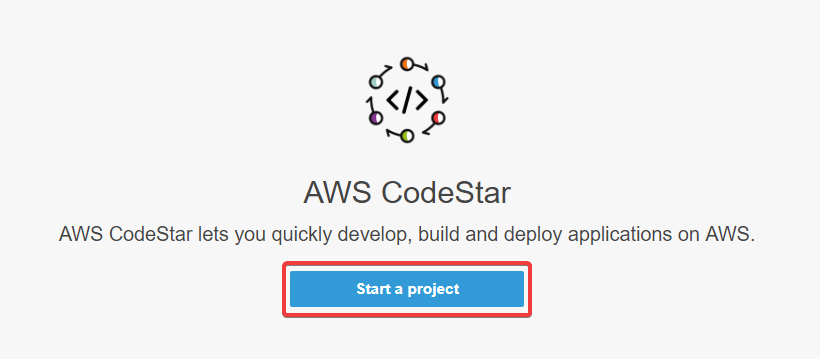 </>
AWS CodeStar
AWS CodeStar lets you quickly develop, build and deploy applications on AWS.
Start a project